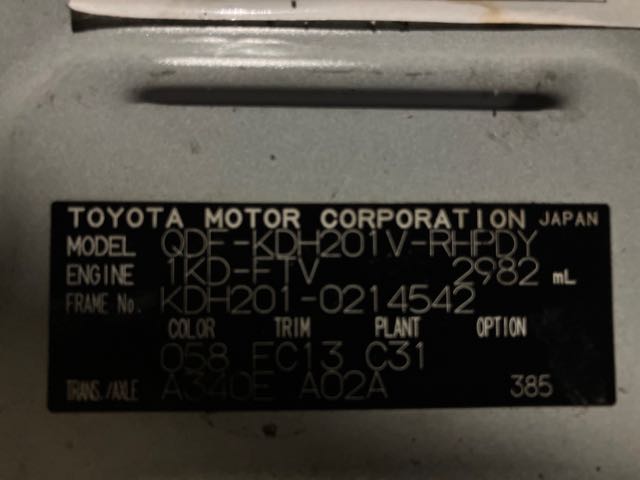 TOYOTA MOTOR CORPORATION JAPAN
MODEL QDF-KDH201V-RHPDY
ENGINE 1KD-FTV 2982 mL
FRAME No. KDH201-0214542
COLOR TRIM PLANT OPTION
058 FC13 C31
TRANS./AXLE A340E A02A 385